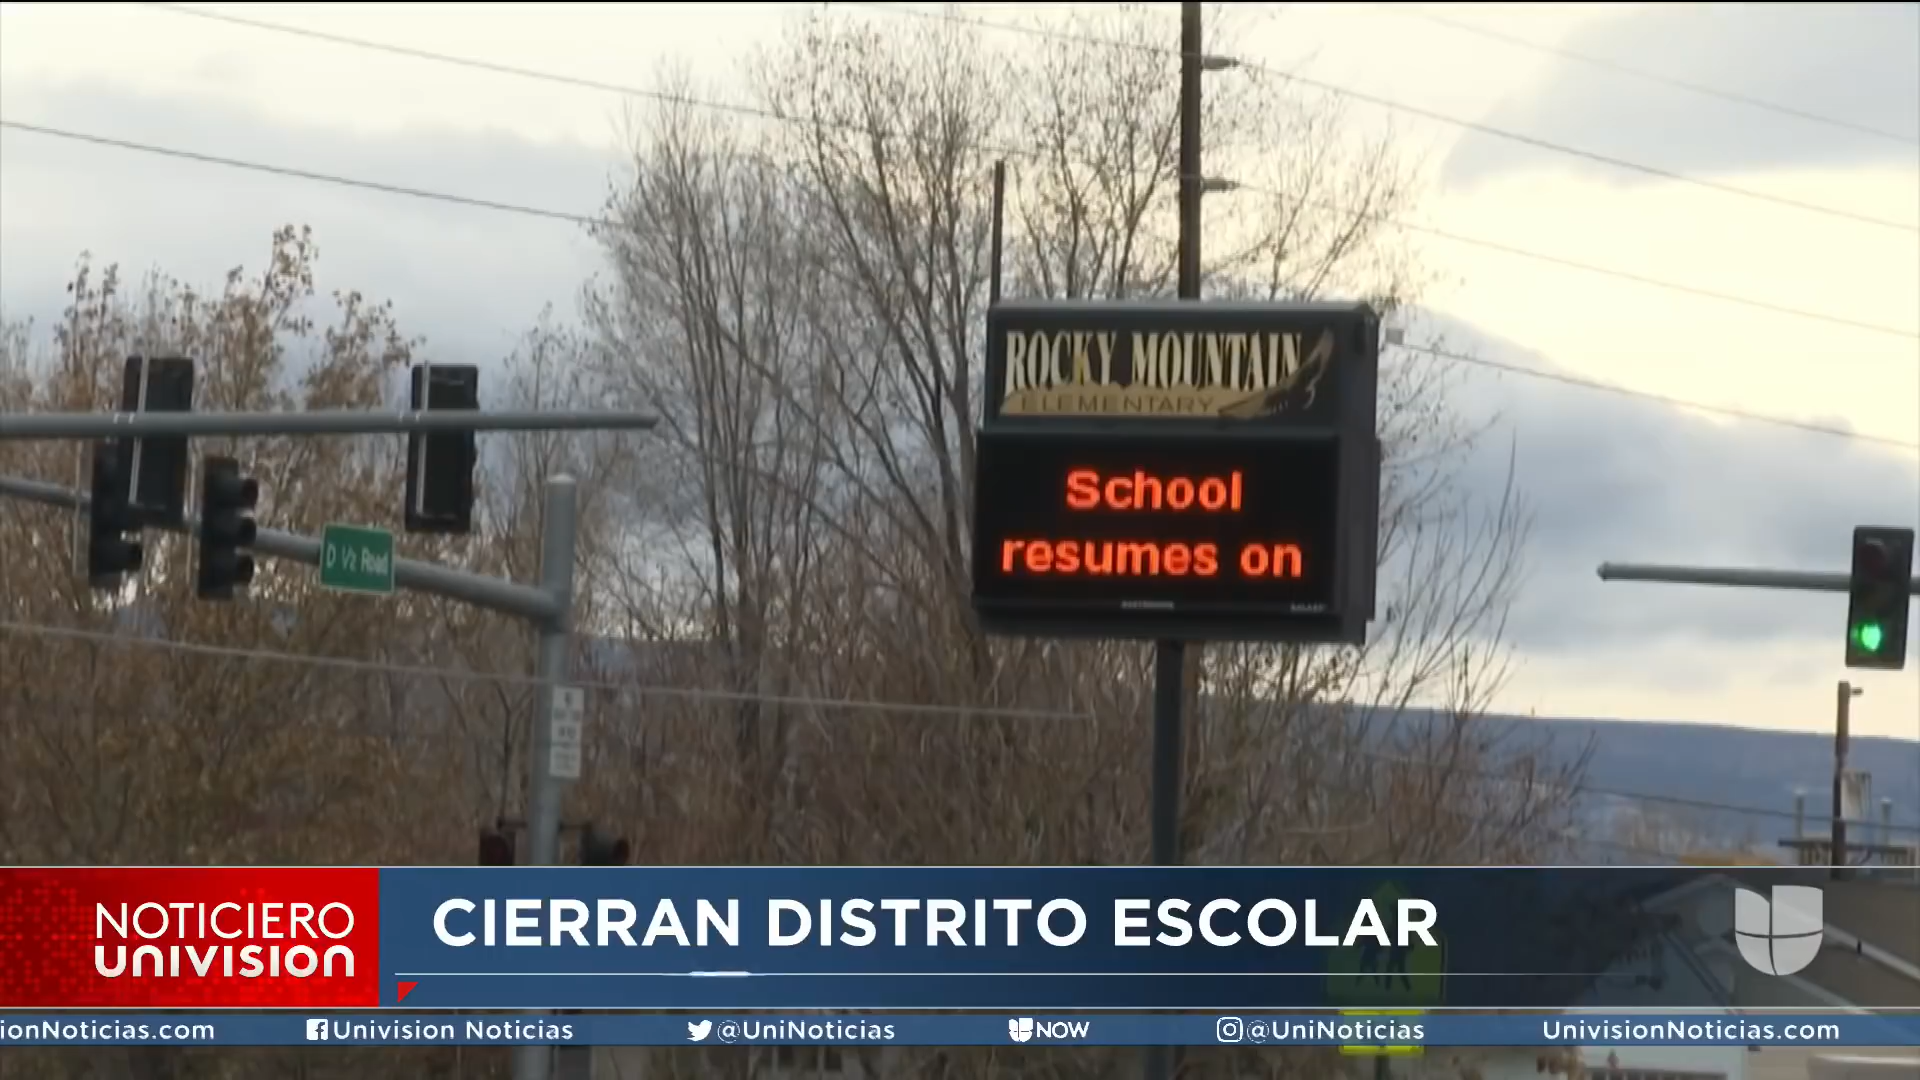 ROCKY MOUNTAIN
ELEMENTARY
School
resumes on
D 1/2 Road
NOTICIERO
UNIVISION
CIERRAN DISTRITO ESCOLAR
ionNoticias.com
Univision Noticias
@UniNoticias
NOW
@UniNoticias
UnivisionNoticias.com